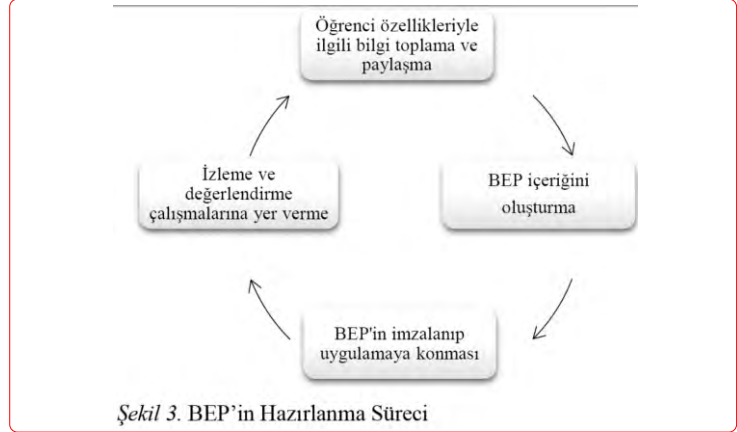 Öğrenci özellikleriyle
ilgili bilgi toplama ve
paylaşma
İzleme ve
değerlendirme
çalışmalarına yer verme
BEP içeriğini
oluşturma
BEP'in imzalanıp
uygulamaya konması
Şekil 3. BEP’in Hazırlanma Süreci